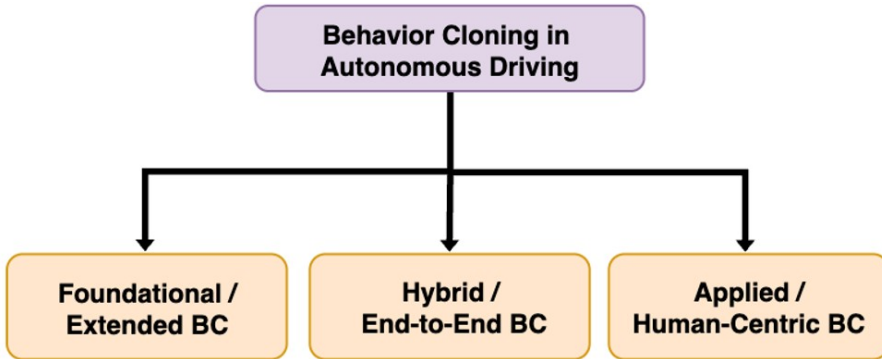 Behavior Cloning in
Autonomous Driving
Foundational /
Extended BC
Hybrid /
End-to-End BC
Applied /
Human-Centric BC